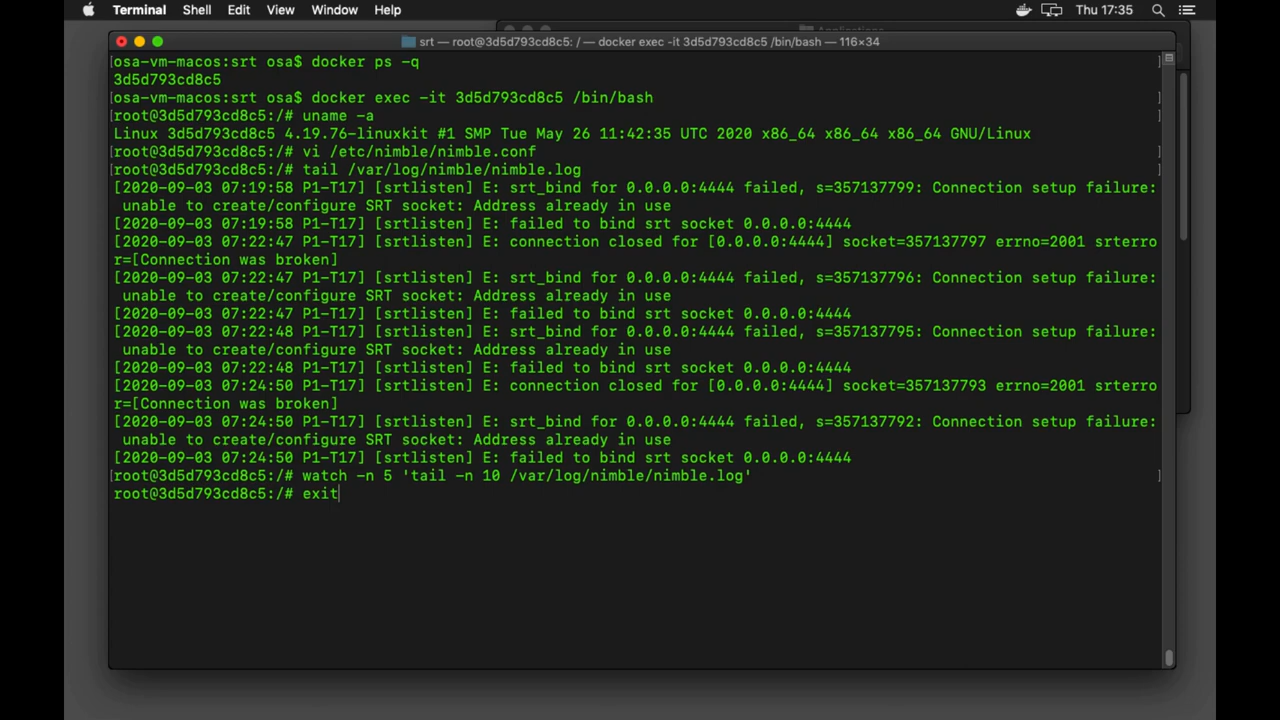 Terminal Shell Edit View Window Help Thu 17:35
Applications
srt — root@3d5d793cd8c5: / — docker exec -it 3d5d793cd8c5 /bin/bash — 116×34
[osa-vm-macos:srt osa$ docker ps -q ]
3d5d793cd8c5
[osa-vm-macos:srt osa$ docker exec -it 3d5d793cd8c5 /bin/bash ]
[root@3d5d793cd8c5:/# uname -a ]
Linux 3d5d793cd8c5 4.19.76-linuxkit #1 SMP Tue May 26 11:42:35 UTC 2020 x86_64 x86_64 x86_64 GNU/Linux
[root@3d5d793cd8c5:/# vi /etc/nimble/nimble.conf ]
[root@3d5d793cd8c5:/# tail /var/log/nimble/nimble.log ]
[2020-09-03 07:19:58 P1-T17] [srtlisten] E: srt_bind for 0.0.0.0:4444 failed, s=357137799: Connection setup failure:
unable to create/configure SRT socket: Address already in use
[2020-09-03 07:19:58 P1-T17] [srtlisten] E: failed to bind srt socket 0.0.0.0:4444
[2020-09-03 07:22:47 P1-T17] [srtlisten] E: connection closed for [0.0.0.0:4444] socket=357137797 errno=2001 srterro
r=[Connection was broken]
[2020-09-03 07:22:47 P1-T17] [srtlisten] E: srt_bind for 0.0.0.0:4444 failed, s=357137796: Connection setup failure:
unable to create/configure SRT socket: Address already in use
[2020-09-03 07:22:47 P1-T17] [srtlisten] E: failed to bind srt socket 0.0.0.0:4444
[2020-09-03 07:22:48 P1-T17] [srtlisten] E: srt_bind for 0.0.0.0:4444 failed, s=357137795: Connection setup failure:
unable to create/configure SRT socket: Address already in use
[2020-09-03 07:22:48 P1-T17] [srtlisten] E: failed to bind srt socket 0.0.0.0:4444
[2020-09-03 07:24:50 P1-T17] [srtlisten] E: connection closed for [0.0.0.0:4444] socket=357137793 errno=2001 srterro
r=[Connection was broken]
[2020-09-03 07:24:50 P1-T17] [srtlisten] E: srt_bind for 0.0.0.0:4444 failed, s=357137792: Connection setup failure:
unable to create/configure SRT socket: Address already in use
[2020-09-03 07:24:50 P1-T17] [srtlisten] E: failed to bind srt socket 0.0.0.0:4444
[root@3d5d793cd8c5:/# watch -n 5 'tail -n 10 /var/log/nimble/nimble.log' ]
root@3d5d793cd8c5:/# exit